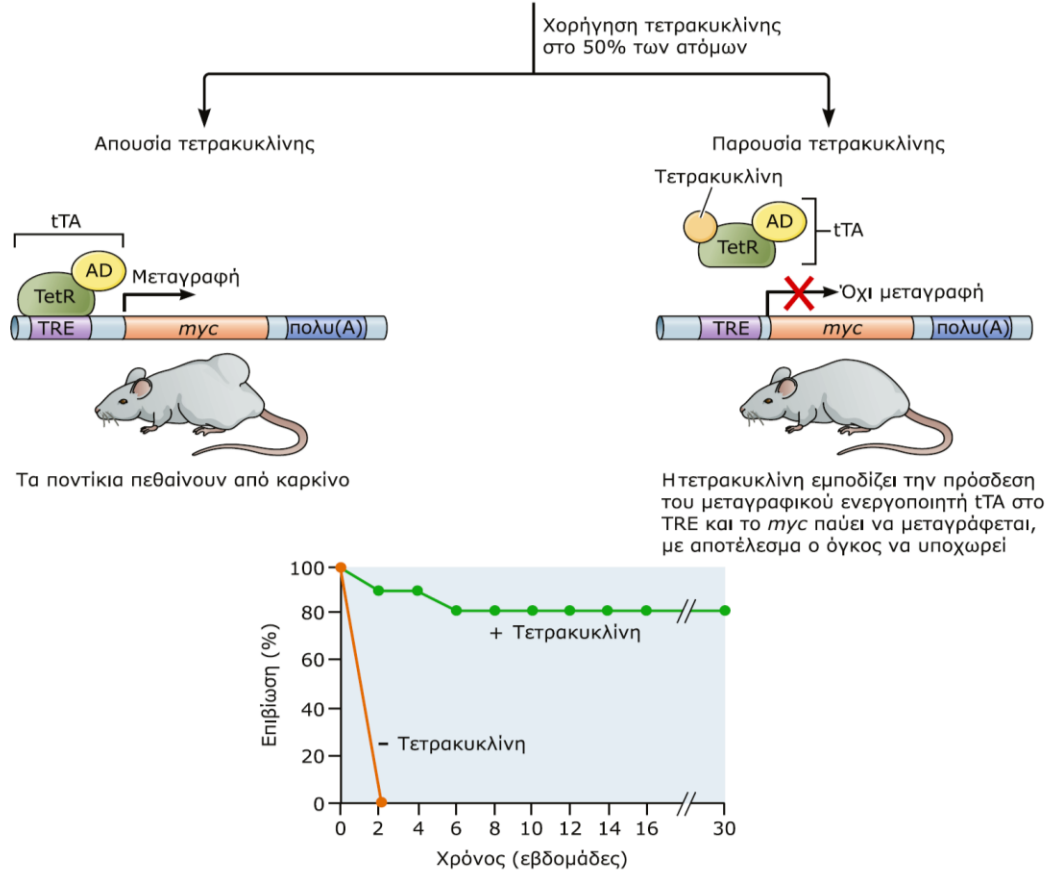 Χορήγηση τετρακυκλίνης
στο 50% των ατόμων
Απουσία τετρακυκλίνης
Παρουσία τετρακυκλίνης
tTA
AD
TetR
Μεταγραφή
TRE
myc
πολυ(Α)
Τετρακυκλίνη
AD
TetR
tTA
Όχι μεταγραφή
TRE
myc
πολυ(Α)
Τα ποντίκια πεθαίνουν από καρκίνο
Η τετρακυκλίνη εμποδίζει την πρόσδεση
του μεταγραφικού ενεργοποιητή tTA στο
TRE και το myc παύει να μεταγράφεται,
με αποτέλεσμα ο όγκος να υποχωρεί
Επιβίωση (%)
100
80
60
40
20
0
+ Τετρακυκλίνη
- Τετρακυκλίνη
0 2 4 6 8 10 12 14 16 30
Χρόνος (εβδομάδες)